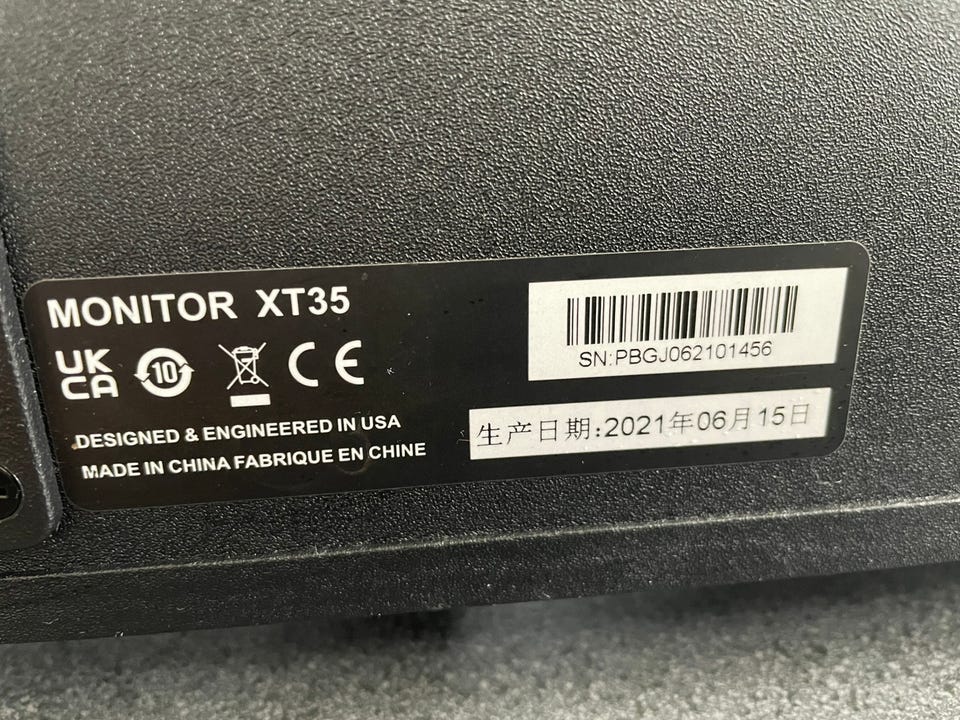 MONITOR XT35
UK
CA
10
CE
DESIGNED & ENGINEERED IN USA
MADE IN CHINA FABRIQUE EN CHINE
SN:PBGJ062101456
生产日期:2021年06月15日